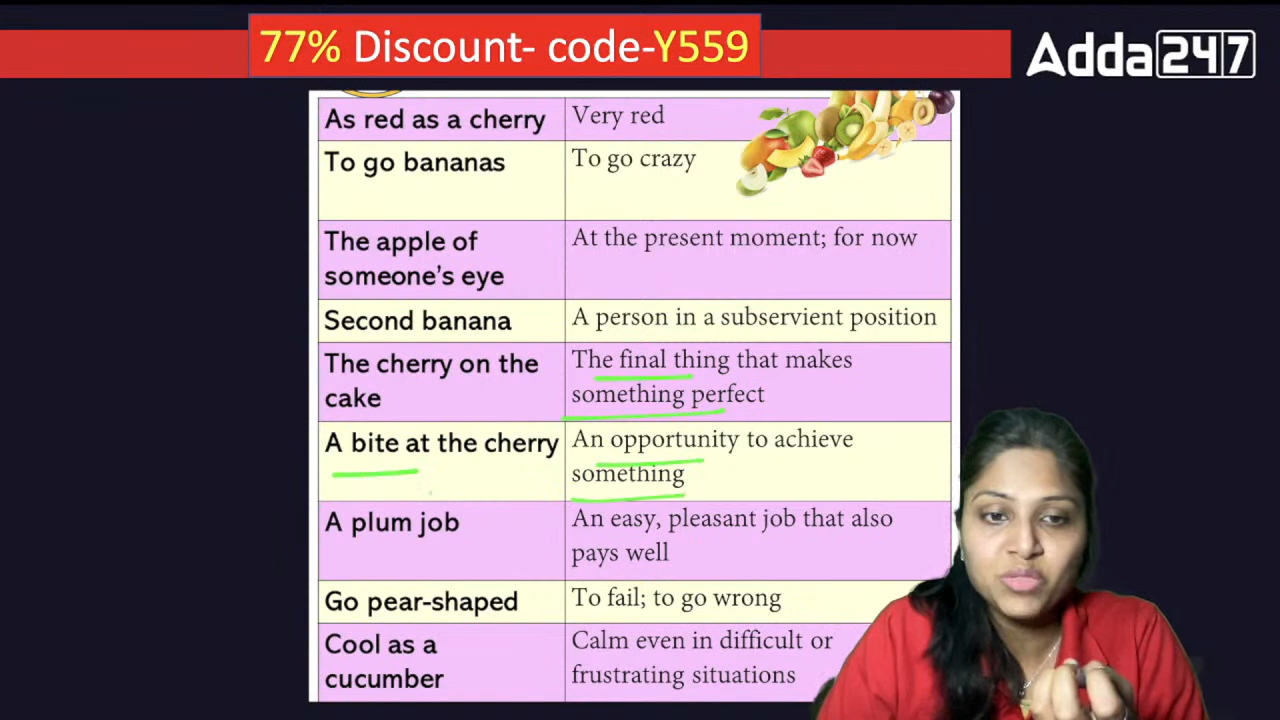 77% Discount- code-Y559
Adda247
As red as a cherry
Very red
To go bananas
To go crazy
The apple of
someone's eye
At the present moment; for now
Second banana
A person in a subservient position
The cherry on the
cake
The final thing that makes
something perfect
A bite at the cherry
An opportunity to achieve
something
A plum job
An easy, pleasant job that also
pays well
Go pear-shaped
To fail; to go wrong
Cool as a
cucumber
Calm even in difficult or
frustrating situations